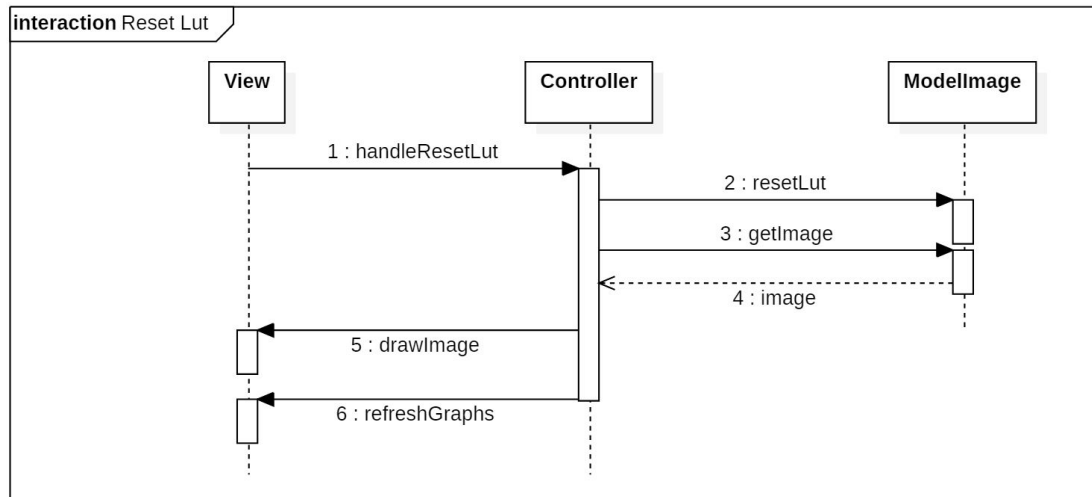 interaction Reset Lut
View
Controller
ModelImage
1 : handleResetLut
2 : resetLut
3 : getImage
4 : image
5 : drawImage
6 : refreshGraphs